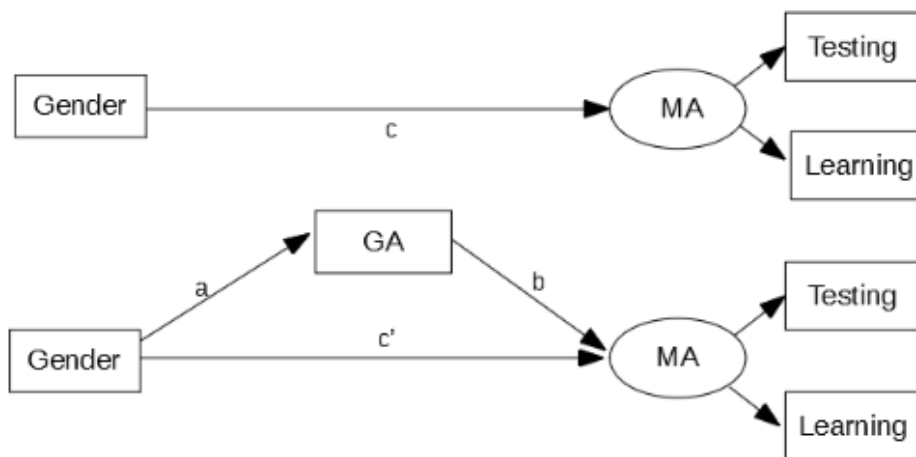 Testing
Gender
MA
c
Learning
GA
a
b
Testing
Gender
c'
MA
Learning